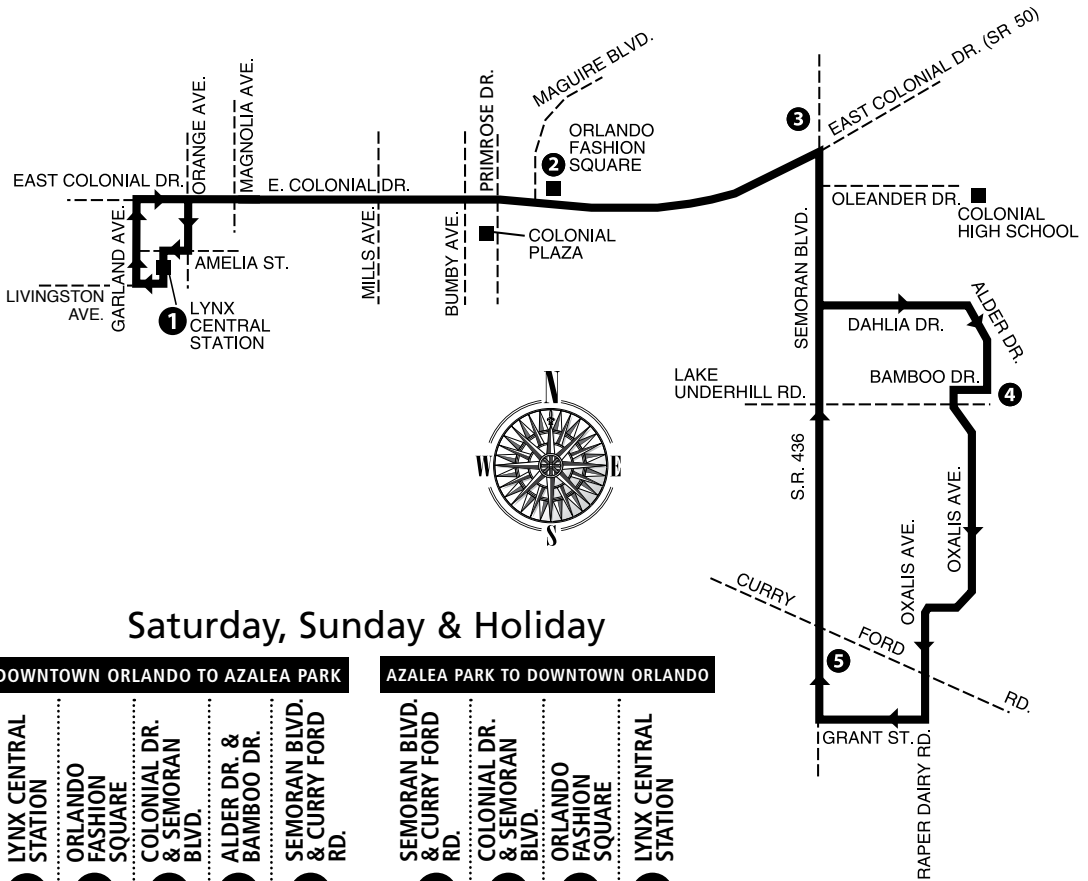 MAGUIRE BLVD.
EAST COLONIAL DR. (SR 50)
ORANGE AVE.
MAGNOLIA AVE.
PRIMROSE DR.
3
ORLANDO
FASHION
SQUARE
2
EAST COLONIAL DR.
E. COLONIAL DR.
OLEANDER DR.
COLONIAL
HIGH SCHOOL
GARLAND AVE.
AMELIA ST.
MILLS AVE.
BUMBY AVE.
COLONIAL
PLAZA
SEMORAN BLVD.
LIVINGSTON
AVE.
1
LYNX
CENTRAL
STATION
DAHLIA DR.
ALDER DR.
LAKE
UNDERHILL RD.
BAMBOO DR.
4
N
W
E
S
S.R. 436
OXALIS AVE.
OXALIS AVE.
CURRY
FORD
RD.
5
GRANT ST.
RAPER DAIRY RD.
Saturday, Sunday & Holiday
DOWNTOWN ORLANDO TO AZALEA PARK
LYNX CENTRAL
STATION
ORLANDO
FASHION
SQUARE
COLONIAL DR.
& SEMORAN
BLVD.
ALDER DR. &
BAMBOO DR.
SEMORAN BLVD.
& CURRY FORD
RD.
AZALEA PARK TO DOWNTOWN ORLANDO
SEMORAN BLVD.
& CURRY FORD
RD.
COLONIAL DR.
& SEMORAN
BLVD.
ORLANDO
FASHION
SQUARE
LYNX CENTRAL
STATION